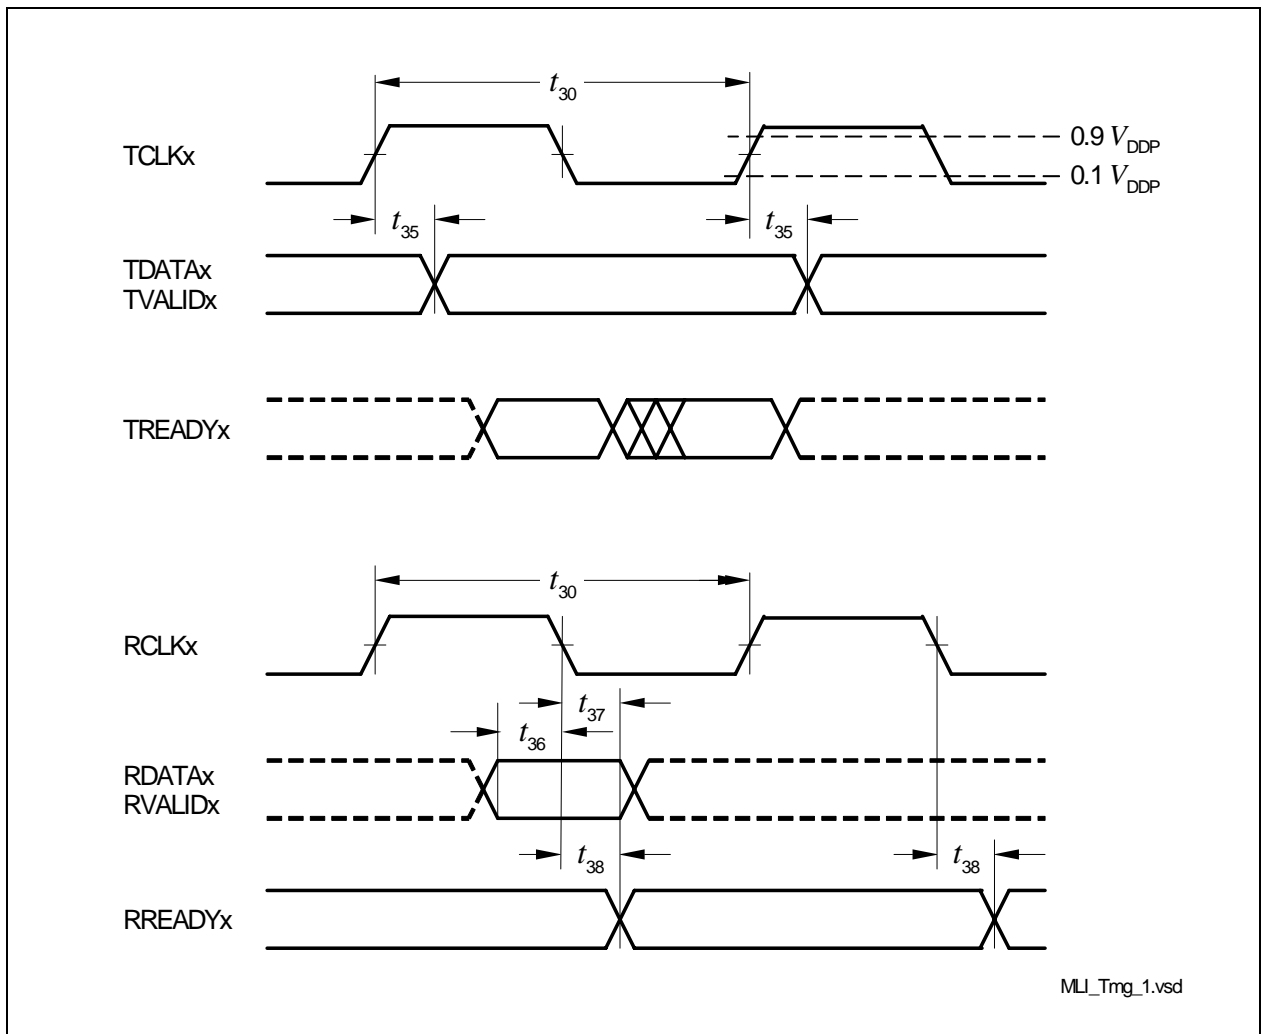 t30
TCLKx
0.9 VDDP
0.1 VDDP
t35 t35
TDATAx
TVALIDx
TREADYx
t30
RCLKx
t37
t36
RDATAx
RVALIDx
t38 t38
RREADYx
MLI_Tmg_1.vsd